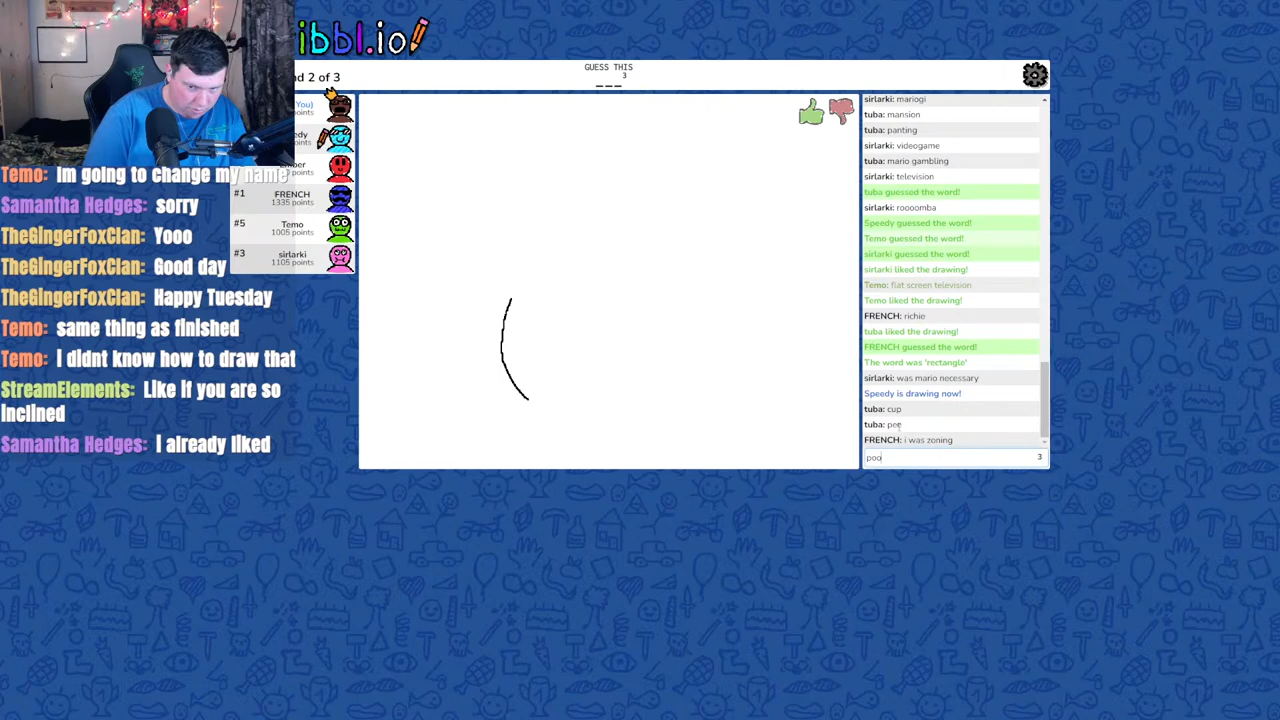 ibbl.io
nd 2 of 3
GUESS THIS
3
___
You)
points
edy
points
points
#1 FRENCH
1335 points
#5 Temo
1005 points
#3 sirlarki
1105 points
Temo: Im going to change my name
Samantha Hedges: sorry
TheGingerFoxClan: Yooo
TheGingerFoxClan: Good day
TheGingerFoxClan: Happy Tuesday
Temo: same thing as finished
Temo: I didnt know how to draw that
StreamElements: Like if you are so
inclined
Samantha Hedges: I already liked
sirlarki: mariogi
tuba: mansion
tuba: panting
sirlarki: videogame
tuba: mario gambling
sirlarki: television
tuba guessed the word!
sirlarki: roooomba
Speedy guessed the word!
Temo guessed the word!
sirlarki guessed the word!
sirlarki liked the drawing!
Temo: flat screen television
Temo liked the drawing!
FRENCH: richie
tuba liked the drawing!
FRENCH guessed the word!
The word was 'rectangle'
sirlarki: was mario necessary
Speedy is drawing now!
tuba: cup
tuba: pee
FRENCH: i was zoning
poo 3